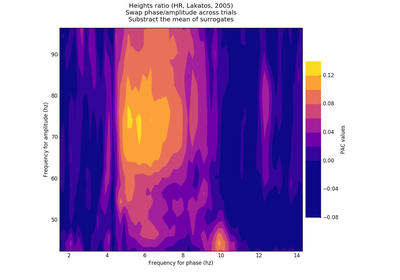 Heights ratio (HR, Lakatos, 2005)
Swap phase/amplitude across trials
Substract the mean of surrogates
90
80
70
60
50
Frequency for amplitude (hz)
2 4 6 8 10 12 14
Frequency for phase (hz)
0.12
0.08
0.04
0.00
−0.04
−0.08
PAC values